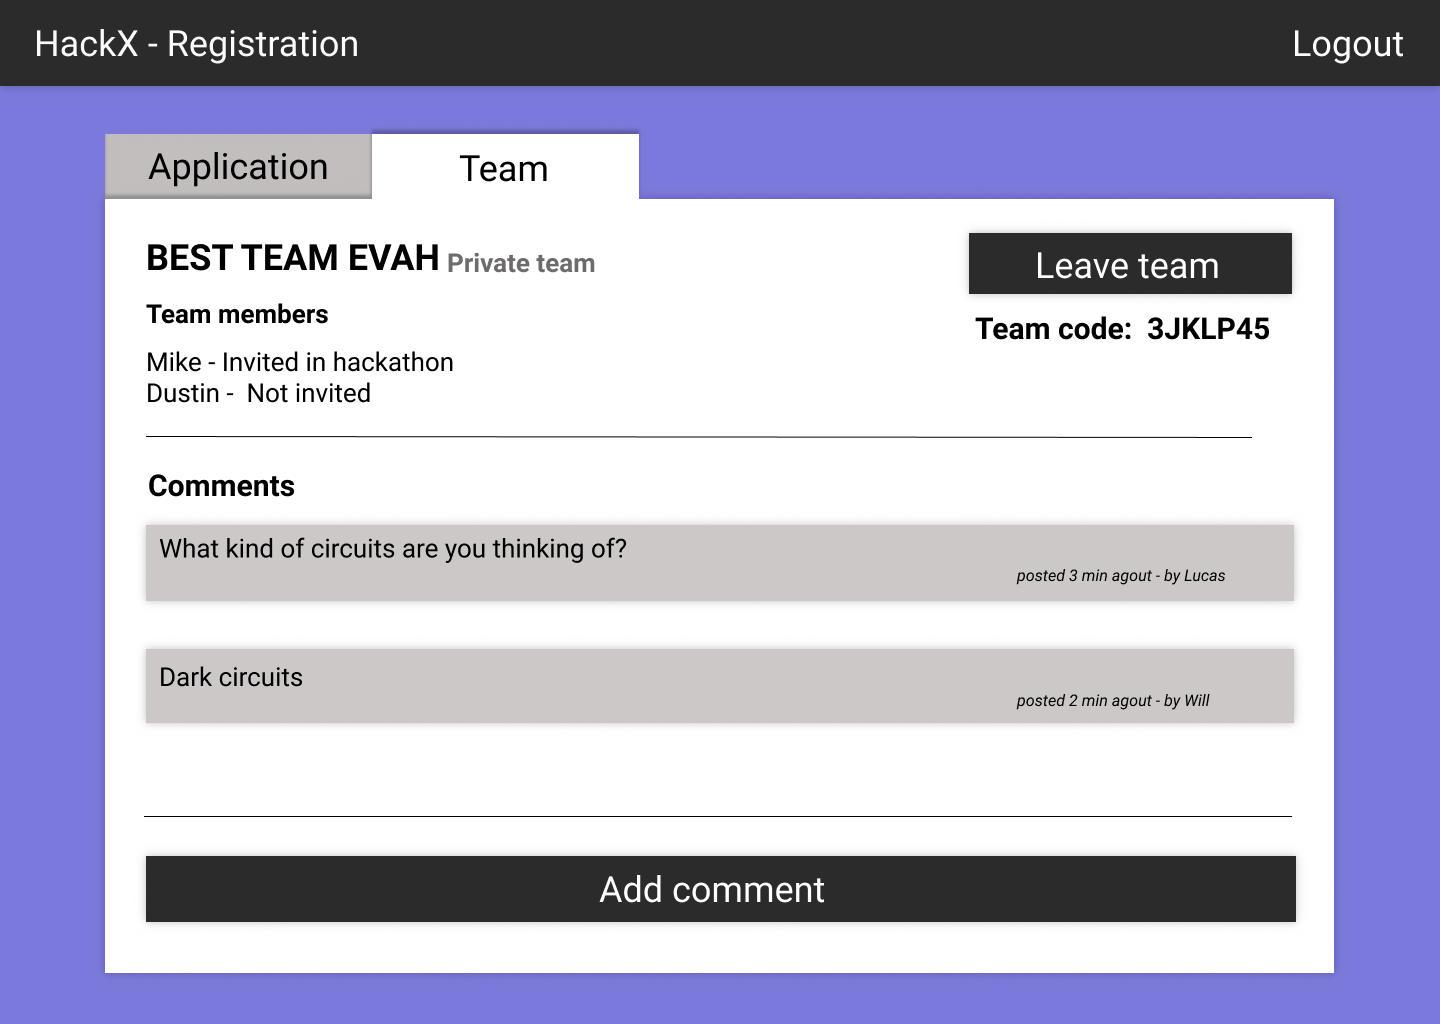 HackX - Registration
Logout
Application
Team
BEST TEAM EVAH Private team
Leave team
Team members
Team code: 3JKLP45
Mike - Invited in hackathon
Dustin - Not invited
Comments
What kind of circuits are you thinking of?
posted 3 min agout - by Lucas
Dark circuits
posted 2 min agout - by Will
Add comment